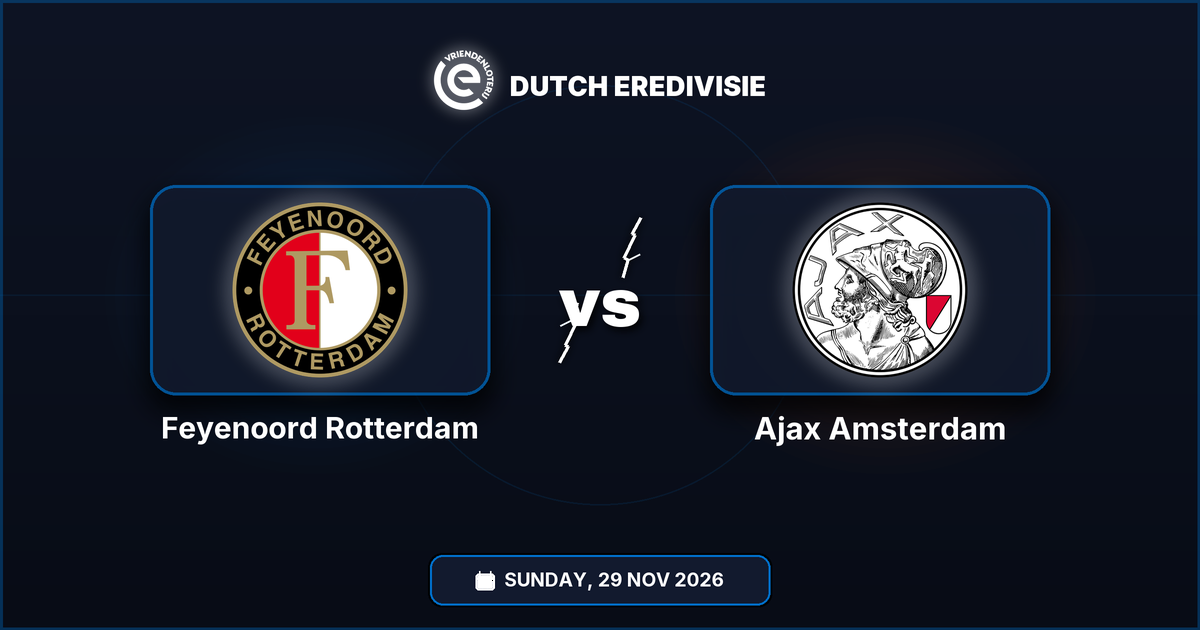 VRIENDENLOTERIJ
e
DUTCH EREDIVISIE
FEYENOORD
F
ROTTERDAM
AJAX
VS
Feyenoord Rotterdam
Ajax Amsterdam
SUNDAY, 29 NOV 2026